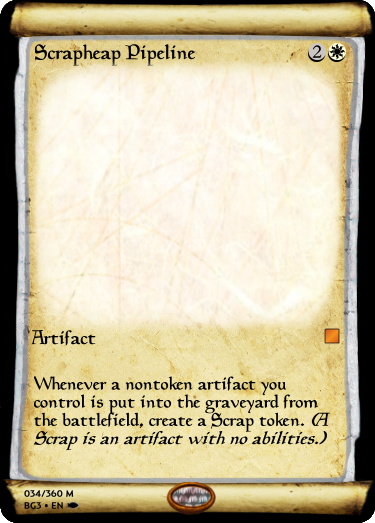 Scrapheap Pipeline 2
Artifact
Whenever a nontoken artifact you
control is put into the graveyard from
the battlefield, create a Scrap token. (A
Scrap is an artifact with no abilities.)
034/360 M
BG3 • EN